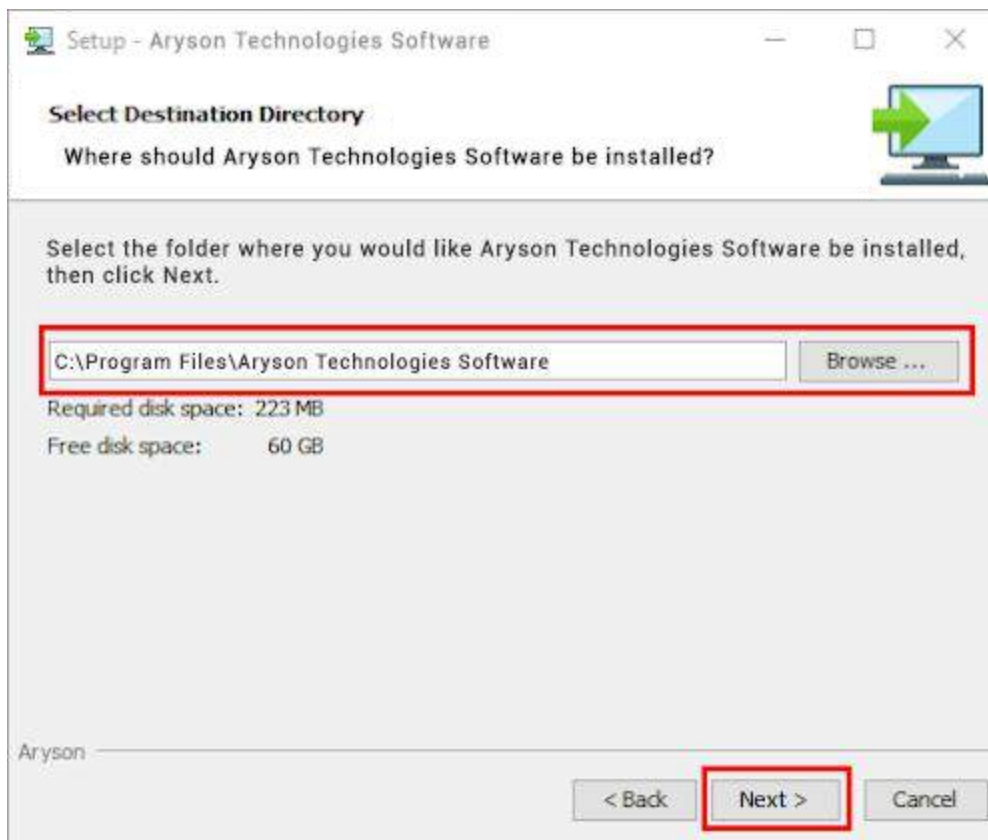 Setup - Aryson Technologies Software
Select Destination Directory
Where should Aryson Technologies Software be installed?
Select the folder where you would like Aryson Technologies Software be installed,
then click Next.
C:\Program Files\Aryson Technologies Software
Browse ...
Required disk space: 223 MB
Free disk space: 60 GB
Aryson
< Back Next > Cancel